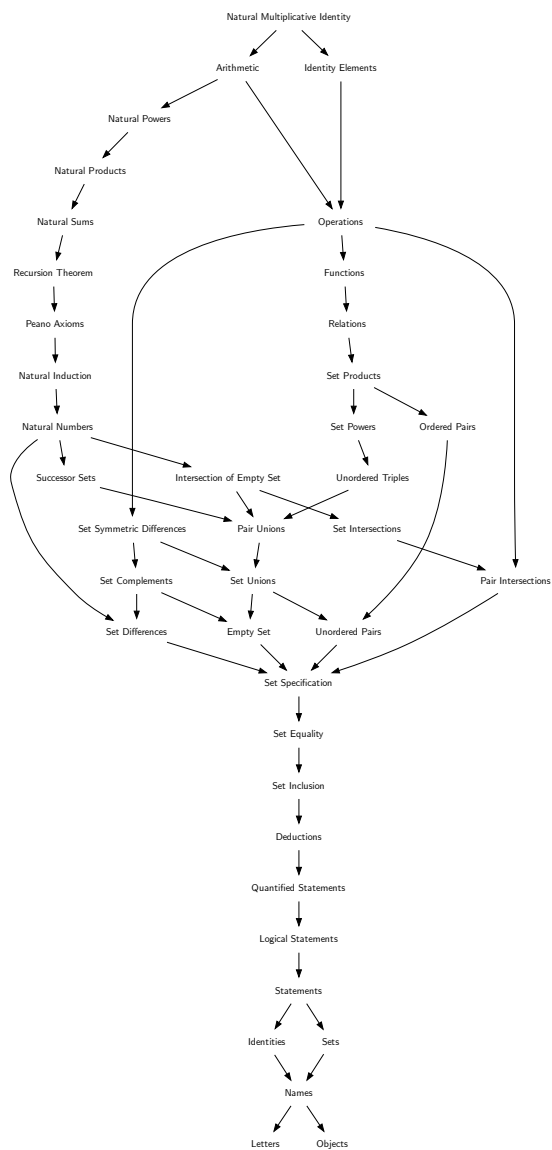 Natural Multiplicative Identity
Arithmetic
Identity Elements
Natural Powers
Natural Products
Natural Sums
Operations
Recursion Theorem
Functions
Peano Axioms
Relations
Natural Induction
Set Products
Natural Numbers
Set Powers
Ordered Pairs
Successor Sets
Intersection of Empty Set
Unordered Triples
Set Symmetric Differences
Pair Unions
Set Intersections
Set Complements
Set Unions
Pair Intersections
Set Differences
Empty Set
Unordered Pairs
Set Specification
Set Equality
Set Inclusion
Deductions
Quantified Statements
Logical Statements
Statements
Identities
Sets
Names
Letters
Objects